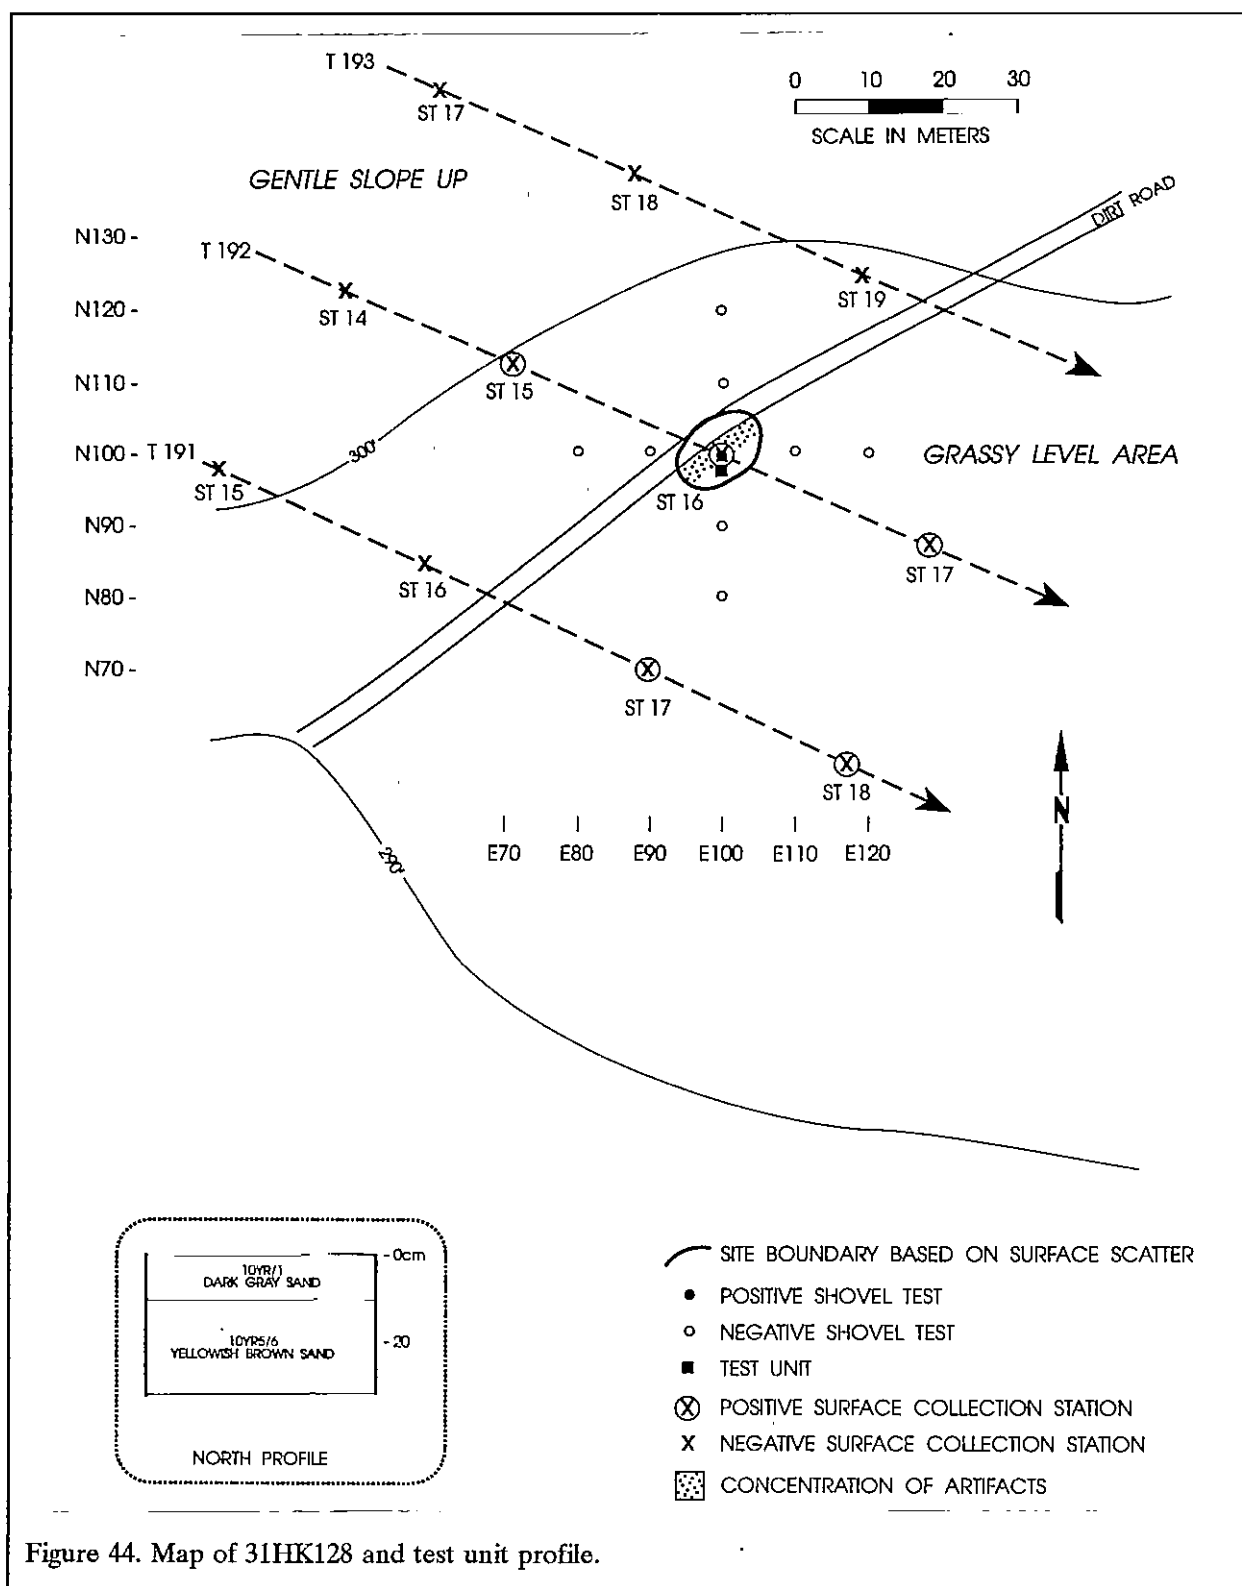 T 193
ST 17
0 10 20 30
SCALE IN METERS
GENTLE SLOPE UP
ST 18
DIRT ROAD
N130 -
T 192
ST 19
N120 -
ST 14
N110 -
ST 15
N100 - T 191
300'
GRASSY LEVEL AREA
ST 15
ST 16
N90 -
ST 17
ST 16
N80 -
N70 -
ST 17
ST 18
N
E70 E80 E90 E100 E110 E120
290'
- 0cm
10YR/1
DARK GRAY SAND
10YR5/6
YELLOWISH BROWN SAND
- 20
NORTH PROFILE
SITE BOUNDARY BASED ON SURFACE SCATTER
POSITIVE SHOVEL TEST
NEGATIVE SHOVEL TEST
TEST UNIT
POSITIVE SURFACE COLLECTION STATION
X NEGATIVE SURFACE COLLECTION STATION
CONCENTRATION OF ARTIFACTS
Figure 44. Map of 31HK128 and test unit profile.